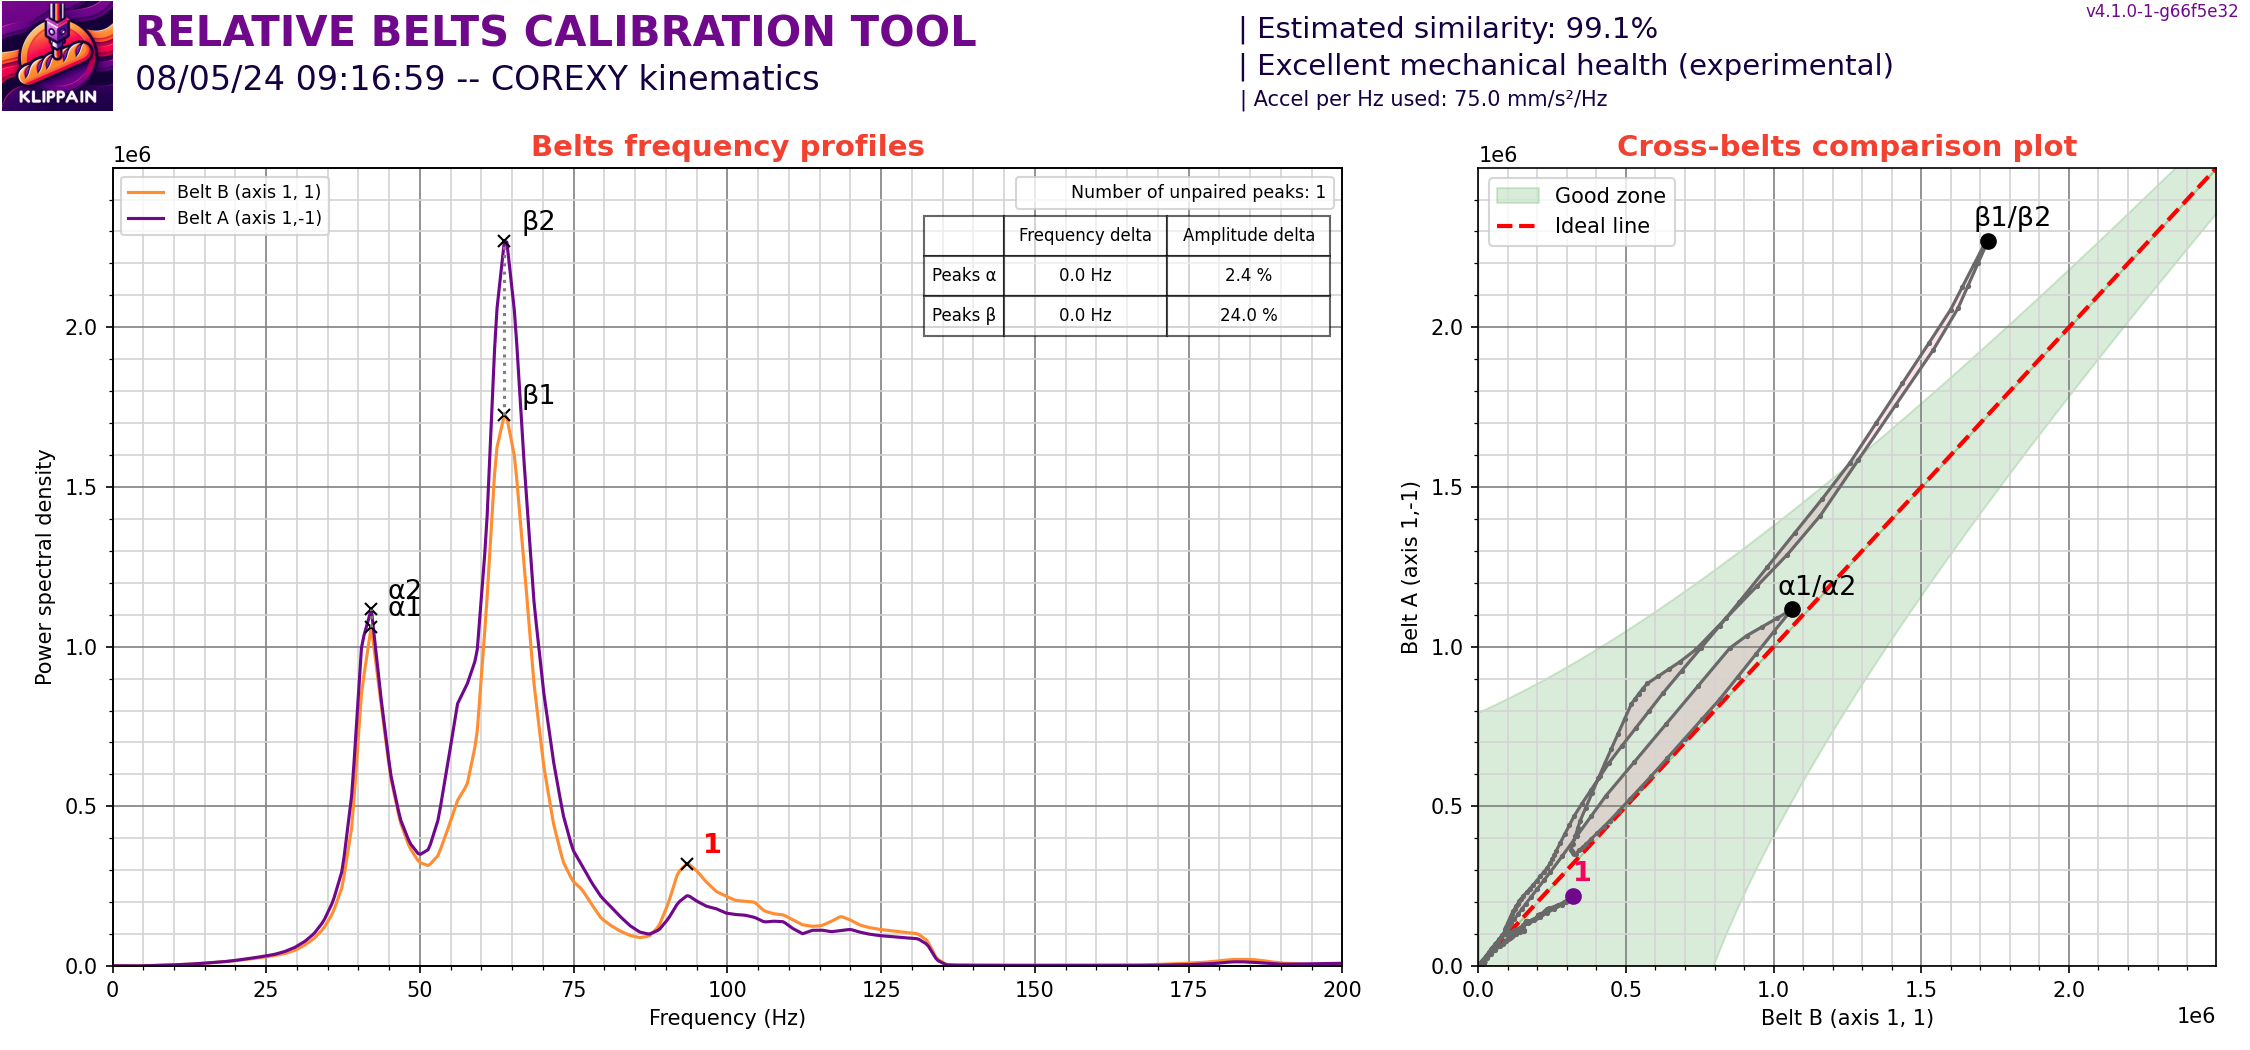 KLIPPAIN
RELATIVE BELTS CALIBRATION TOOL
08/05/24 09:16:59 -- COREXY kinematics
| Estimated similarity: 99.1%
| Excellent mechanical health (experimental)
| Accel per Hz used: 75.0 mm/s²/Hz
v4.1.0-1-g66f5e32
Belts frequency profiles
1e6
Belt B (axis 1, 1)
Belt A (axis 1,-1)
Number of unpaired peaks: 1
Frequency delta Amplitude delta
Peaks α 0.0 Hz 2.4 %
Peaks β 0.0 Hz 24.0 %
β2
β1
α2
α1
1
2.0
1.5
1.0
0.5
0.0
Power spectral density
0 25 50 75 100 125 150 175 200
Frequency (Hz)
Cross-belts comparison plot
1e6
Good zone
Ideal line
β1/β2
α1/α2
1
2.0
1.5
1.0
0.5
0.0
Belt A (axis 1,-1)
0.0 0.5 1.0 1.5 2.0
Belt B (axis 1, 1)
1e6